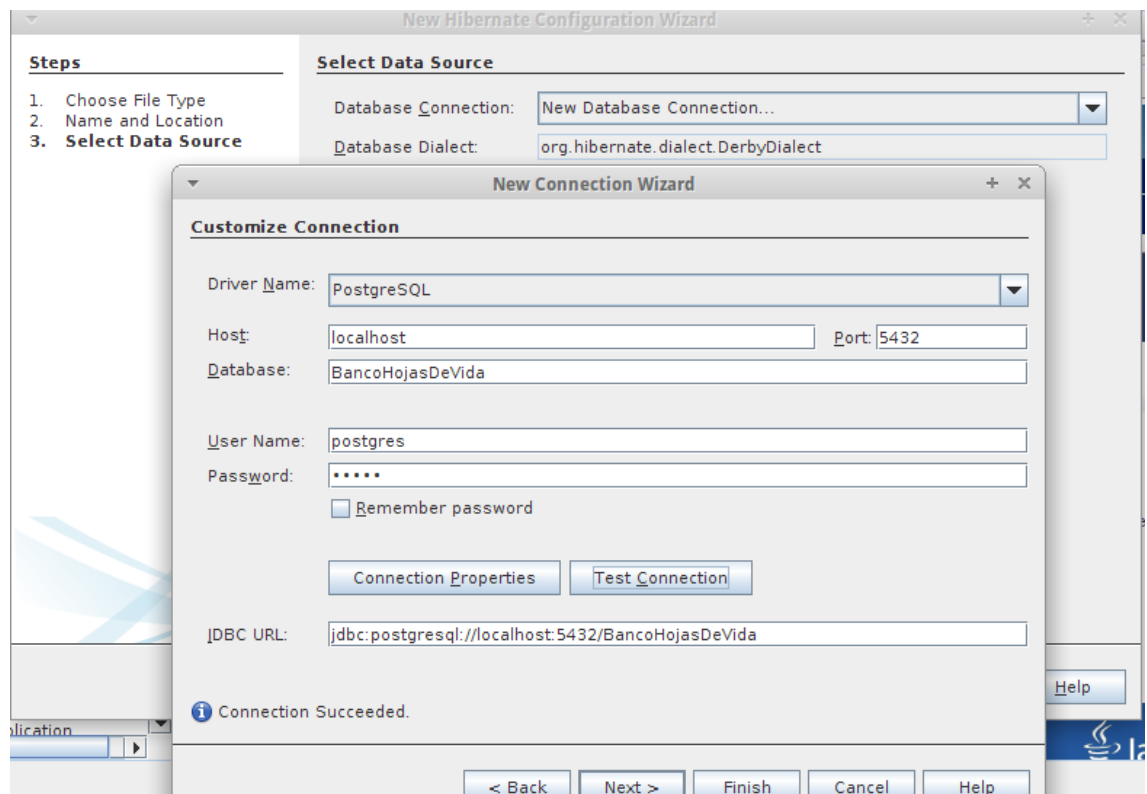 New Hibernate Configuration Wizard
Steps
1. Choose File Type
2. Name and Location
3. Select Data Source
Select Data Source
Database Connection: New Database Connection...
Database Dialect: org.hibernate.dialect.DerbyDialect
New Connection Wizard
Customize Connection
Driver Name: PostgreSQL
Host: localhost Port: 5432
Database: BancoHojasDeVida
User Name: postgres
Password: •••••
Remember password
Connection Properties Test Connection
JDBC URL: jdbc:postgresql://localhost:5432/BancoHojasDeVida
Connection Succeeded.
Help
plication
< Back Next > Finish Cancel Help